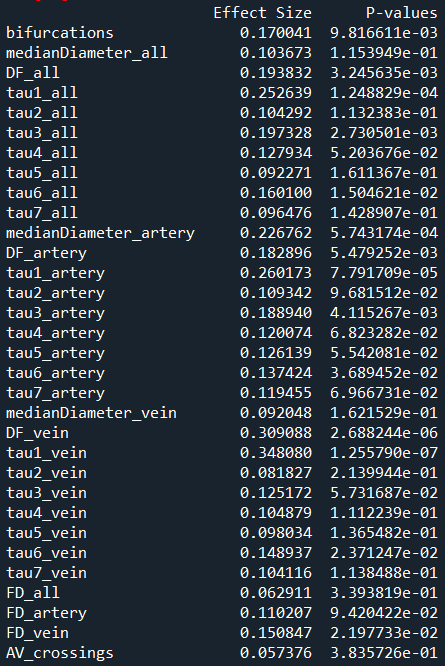 Effect Size P-values
bifurcations 0.170041 9.816611e-03
medianDiameter_all 0.103673 1.153949e-01
DF_all 0.193832 3.245635e-03
tau1_all 0.252639 1.248829e-04
tau2_all 0.104292 1.132383e-01
tau3_all 0.197328 2.730501e-03
tau4_all 0.127934 5.203676e-02
tau5_all 0.092271 1.611367e-01
tau6_all 0.160100 1.504621e-02
tau7_all 0.096476 1.428907e-01
medianDiameter_artery 0.226762 5.743174e-04
DF_artery 0.182896 5.479252e-03
tau1_artery 0.260173 7.791709e-05
tau2_artery 0.109342 9.681512e-02
tau3_artery 0.188940 4.115267e-03
tau4_artery 0.120074 6.823282e-02
tau5_artery 0.126139 5.542081e-02
tau6_artery 0.137424 3.689452e-02
tau7_artery 0.119455 6.966731e-02
medianDiameter_vein 0.092048 1.621529e-01
DF_vein 0.309088 2.688244e-06
tau1_vein 0.348080 1.255790e-07
tau2_vein 0.081827 2.139944e-01
tau3_vein 0.125172 5.731687e-02
tau4_vein 0.104879 1.112239e-01
tau5_vein 0.098034 1.365482e-01
tau6_vein 0.148937 2.371247e-02
tau7_vein 0.104116 1.138488e-01
FD_all 0.062911 3.393819e-01
FD_artery 0.110207 9.420422e-02
FD_vein 0.150847 2.197733e-02
AV_crossings 0.057376 3.835726e-01